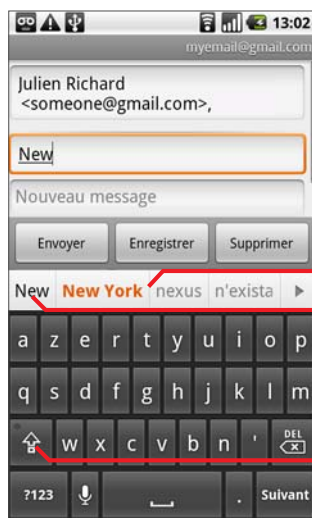 13:02
myemail@gmail.com
Julien Richard
<someone@gmail.com>,
New
Nouveau message
Envoyer Enregistrer Supprimer
New New York nexus n'exista
a z e r t y u i o p
q s d f g h j k l m
w x c v b n ' DEL
?123 . Suivant